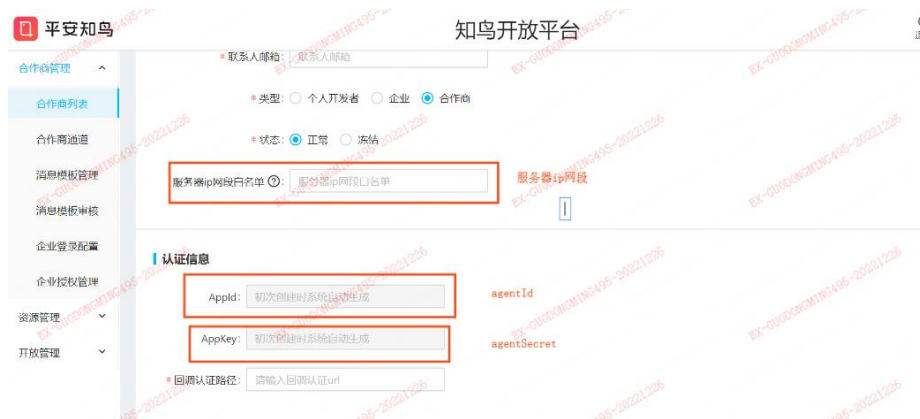 平安知鸟
知鸟开放平台
合作商管理
* 联系人邮箱: 联系人邮箱
合作商列表
* 类型: 个人开发者 企业 合作商
合作商通道
* 状态: 正常 冻结
消息模板管理
服务器ip网段白名单 ?: 服务器ip网段白名单
服务器ip网段
消息模板审核
企业登录配置
认证信息
企业授权管理
AppId: 初次创建时系统自动生成
agentId
资源管理
AppKey: 初次创建时系统自动生成
agentSecret
开放管理
* 回调认证路径: 请输入回调认证url
EX-GUODONGMING495-20221226